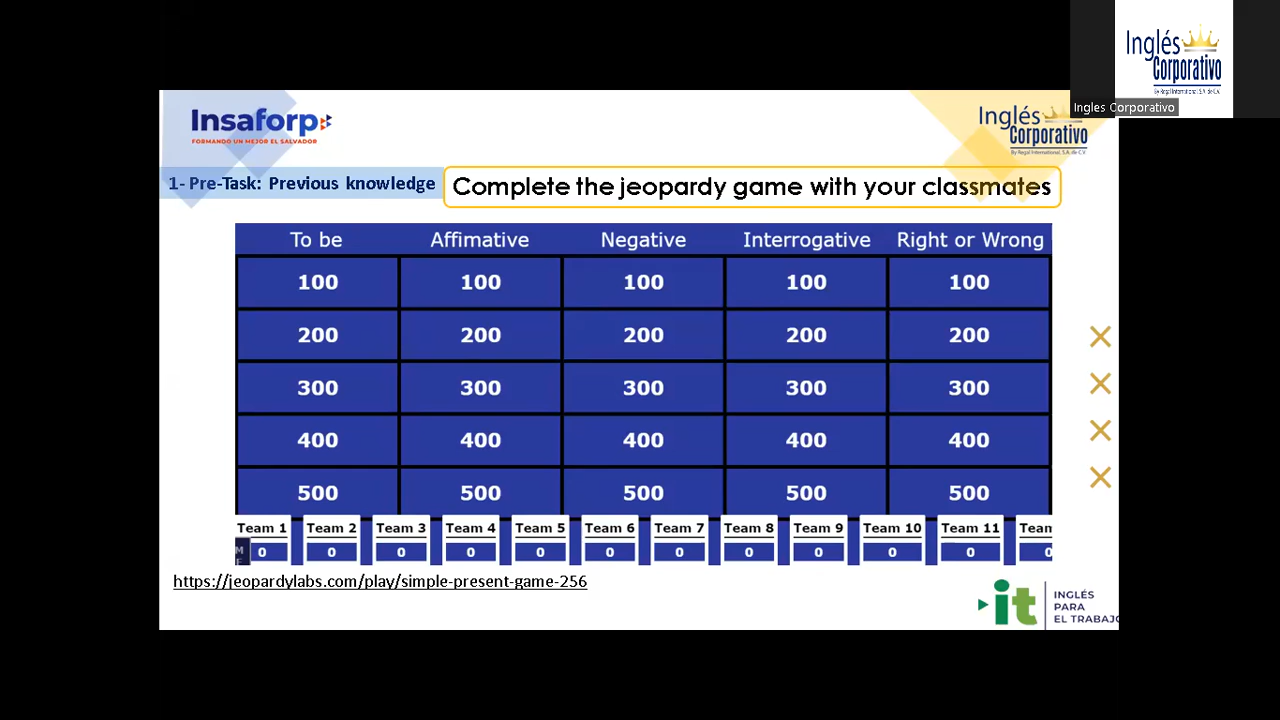 Inglés
Corporativo
By Regal International, S.A. de C.V.
Ingles Corporativo
Insaforp
FORMANDO UN MEJOR EL SALVADOR
Inglés
Corporativo
By Regal International, S.A. de C.V.
1- Pre-Task: Previous knowledge
Complete the jeopardy game with your classmates
To be Affimative Negative Interrogative Right or Wrong
100 100 100 100 100
200 200 200 200 200
300 300 300 300 300
400 400 400 400 400
500 500 500 500 500
Team 1 Team 2 Team 3 Team 4 Team 5 Team 6 Team 7 Team 8 Team 9 Team 10 Team 11 Team
0 0 0 0 0 0 0 0 0 0 0 0
https://jeopardylabs.com/play/simple-present-game-256
it
INGLÉS
PARA
EL TRABAJO